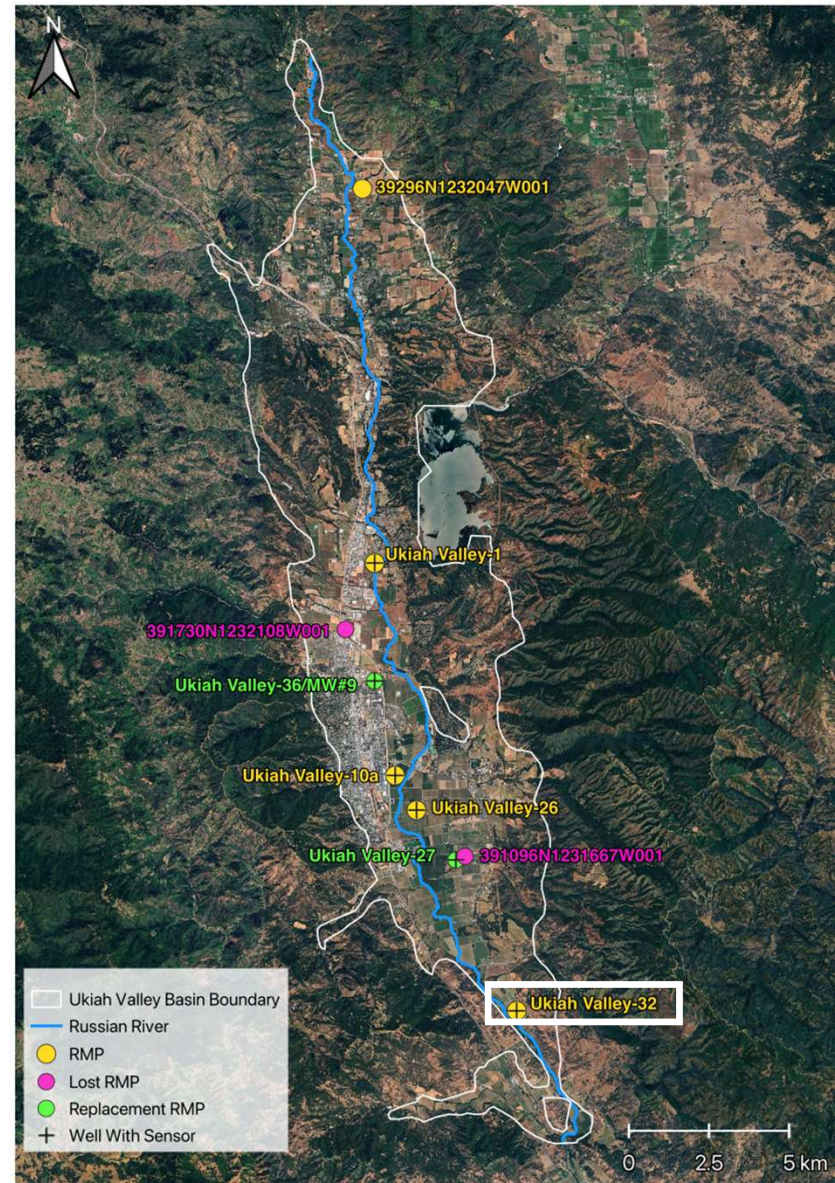 N
39296N1232047W001
Ukiah Valley-1
391730N1232108W001
Ukiah Valley-36/MW#9
Ukiah Valley-10a
Ukiah Valley-26
Ukiah Valley-27
391096N1231667W001
Ukiah Valley-32
Ukiah Valley Basin Boundary
Russian River
RMP
Lost RMP
Replacement RMP
Well With Sensor
0 2.5 5 km